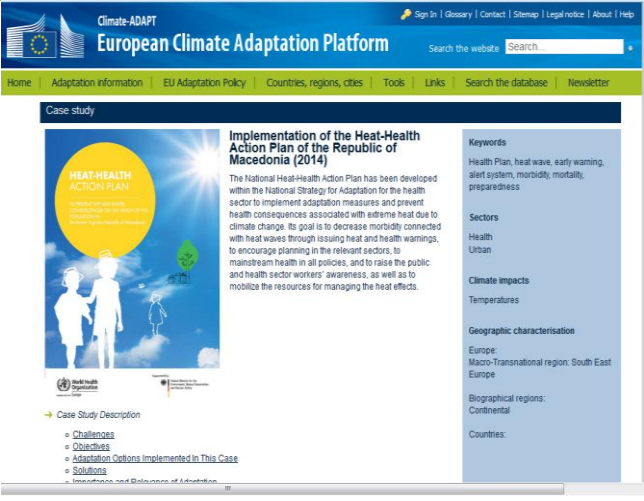 Climate-ADAPT
European Climate Adaptation Platform
Sign In | Glossary | Contact | Sitemap | Legal notice | About | Help
Search the website Search...
Home | Adaptation information | EU Adaptation Policy | Countries, regions, cities | Tools | Links | Search the database | Newsletter
Case study
HEAT-HEALTH
ACTION PLAN
World Health
Organization
Implementation of the Heat-Health
Action Plan of the Republic of
Macedonia (2014)
The National Heat-Health Action Plan has been developed
within the National Strategy for Adaptation for the health
sector to implement adaptation measures and prevent
health consequences associated with extreme heat due to
climate change. Its goal is to decrease morbidity connected
with heat waves through issuing heat and health warnings,
to encourage planning in the relevant sectors, to
mainstream health in all policies, and to raise the public
and health sector workers' awareness, as well as to
mobilize the resources for managing the heat effects.
Case Study Description
Challenges
Objectives
Adaptation Options Implemented In This Case
Solutions
Importance and Relevance of Adaptation
Keywords
Health Plan, heat wave, early warning,
alert system, morbidity, mortality,
preparedness
Sectors
Health
Urban
Climate impacts
Temperatures
Geographic characterisation
Europe:
Macro-Transnational region: South East
Europe
Biographical regions:
Continental
Countries: